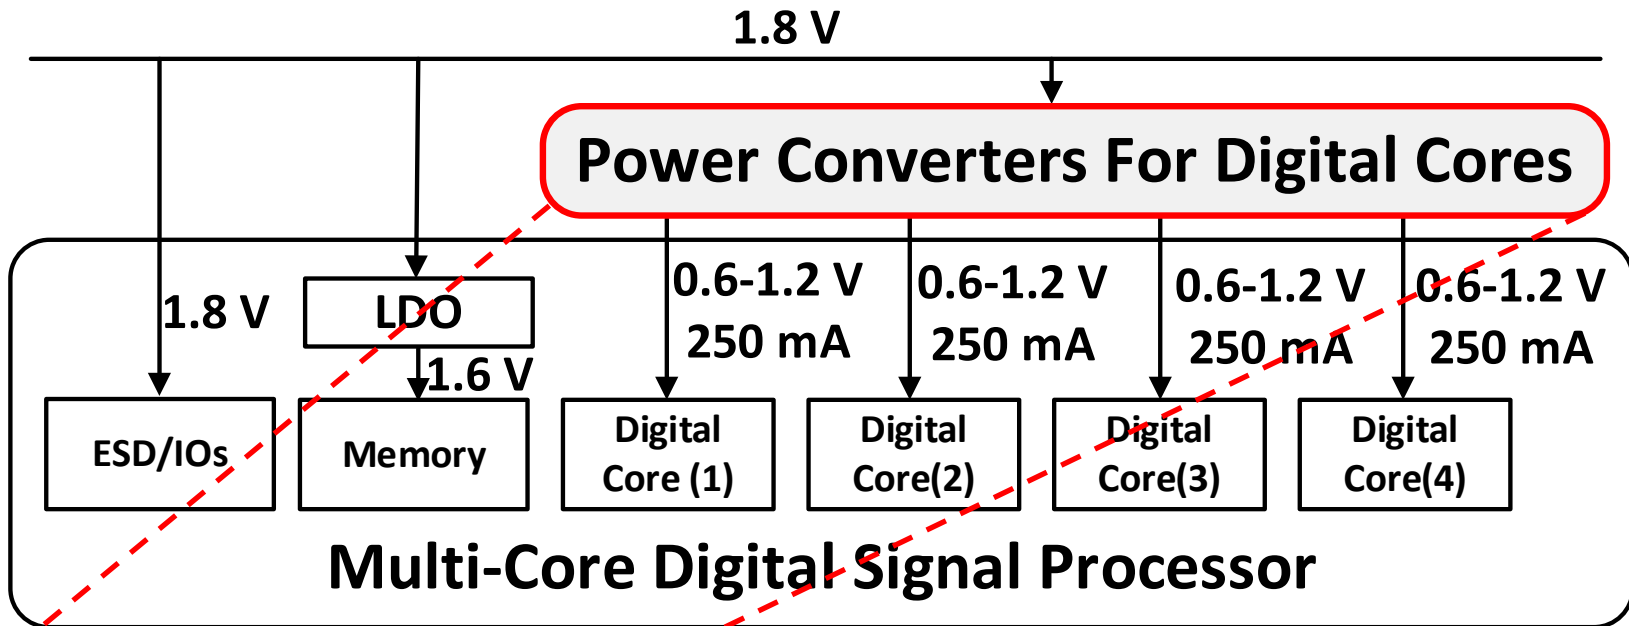 1.8 V
Power Converters For Digital Cores
1.8 V
LDO
1.6 V
0.6-1.2 V
250 mA
0.6-1.2 V
250 mA
0.6-1.2 V
250 mA
0.6-1.2 V
250 mA
ESD/IOs
Memory
Digital
Core (1)
Digital
Core(2)
Digital
Core(3)
Digital
Core(4)
Multi-Core Digital Signal Processor